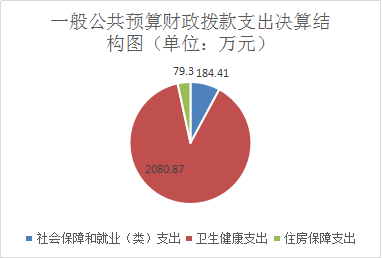 一般公共预算财政拨款支出决算结
构图（单位：万元）
79.3 184.41
2080.87
社会保障和就业（类）支出 卫生健康支出 住房保障支出